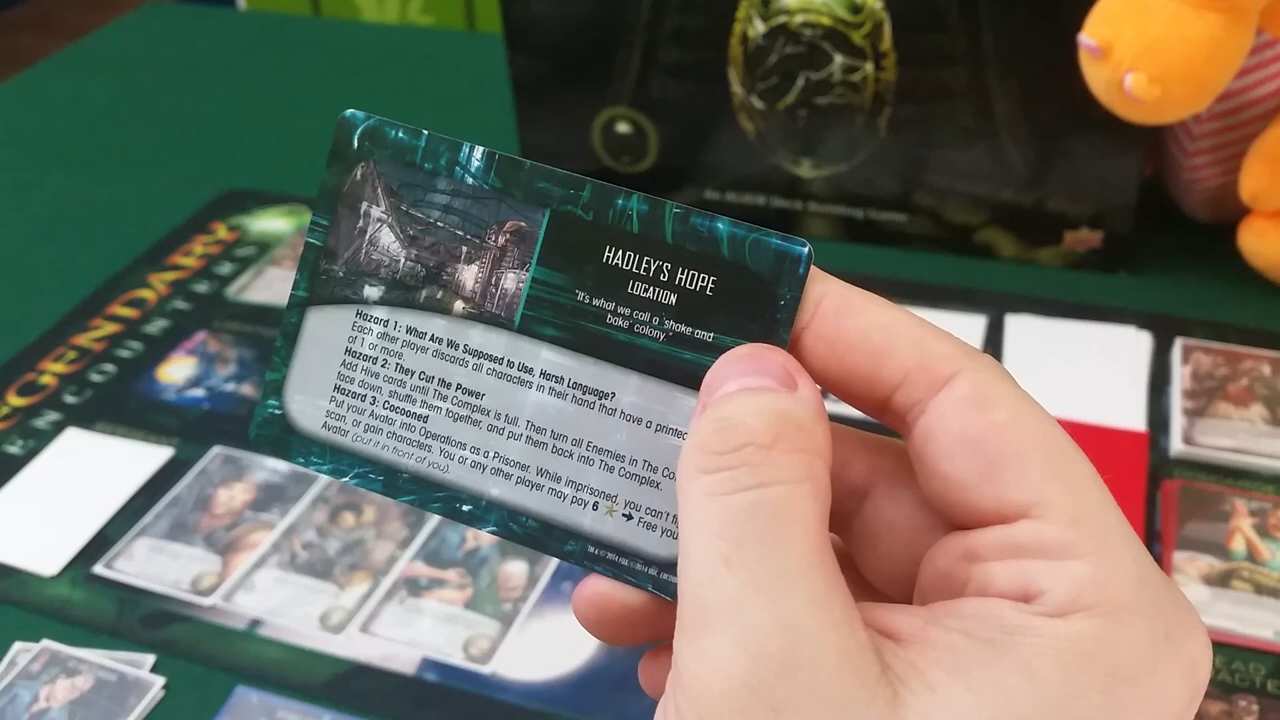 HADLEY'S HOPE
LOCATION
"It's what we call a 'shake and
bake' colony."
Hazard 1: What Are We Supposed to Use, Harsh Language?
Each other player discards all characters in their hand that have a printed
of 1 or more.
Hazard 2: They Cut the Power
Add Hive cards until The Complex is full. Then turn all Enemies in The Co
face down, shuffle them together, and put them back into The Complex.
Hazard 3: Cocooned
Put your Avatar into Operations as a Prisoner. While imprisoned, you can't
scan, or gain characters. You or any other player may pay 6 ★ → Free you
Avatar (put it in front of you).
GENDARY
ENCOUNTERS